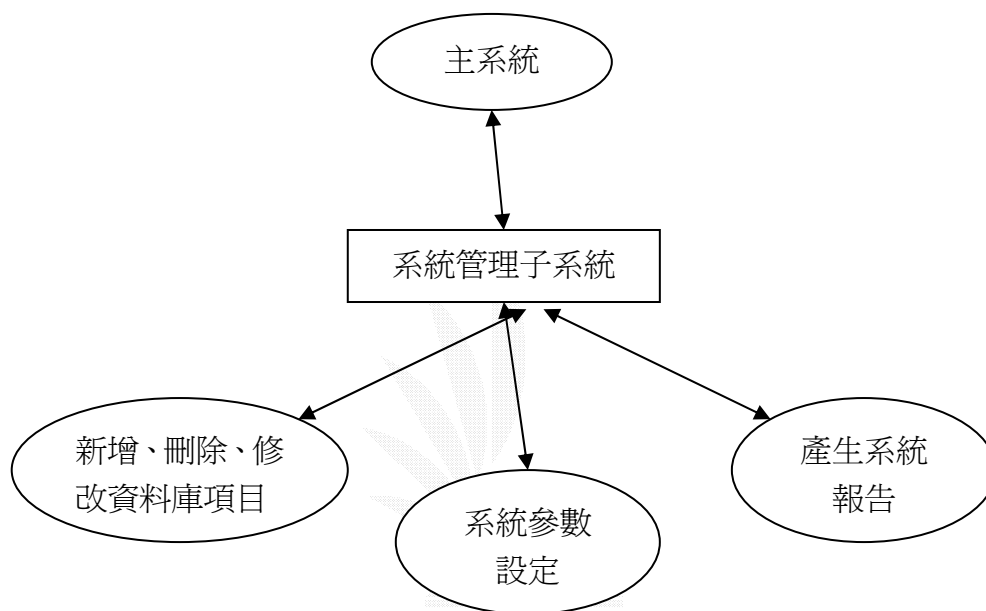 主系統
系統管理子系統
新增、刪除、修
改資料庫項目
系統參數
設定
產生系統
報告